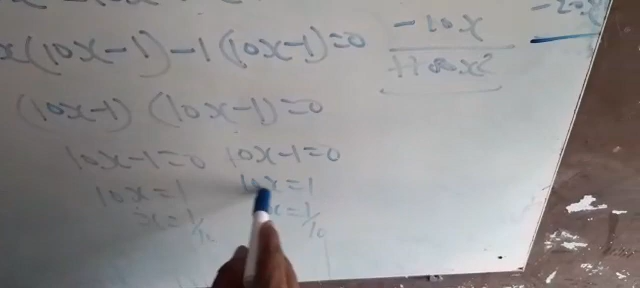 x(10x-1)-1(10x-1)=0
-10x
+100x²
(10x-1) (10x-1)=0
10x-1=0 10x-1=0
10x=1 10x=1
x=1/10 x=1/10